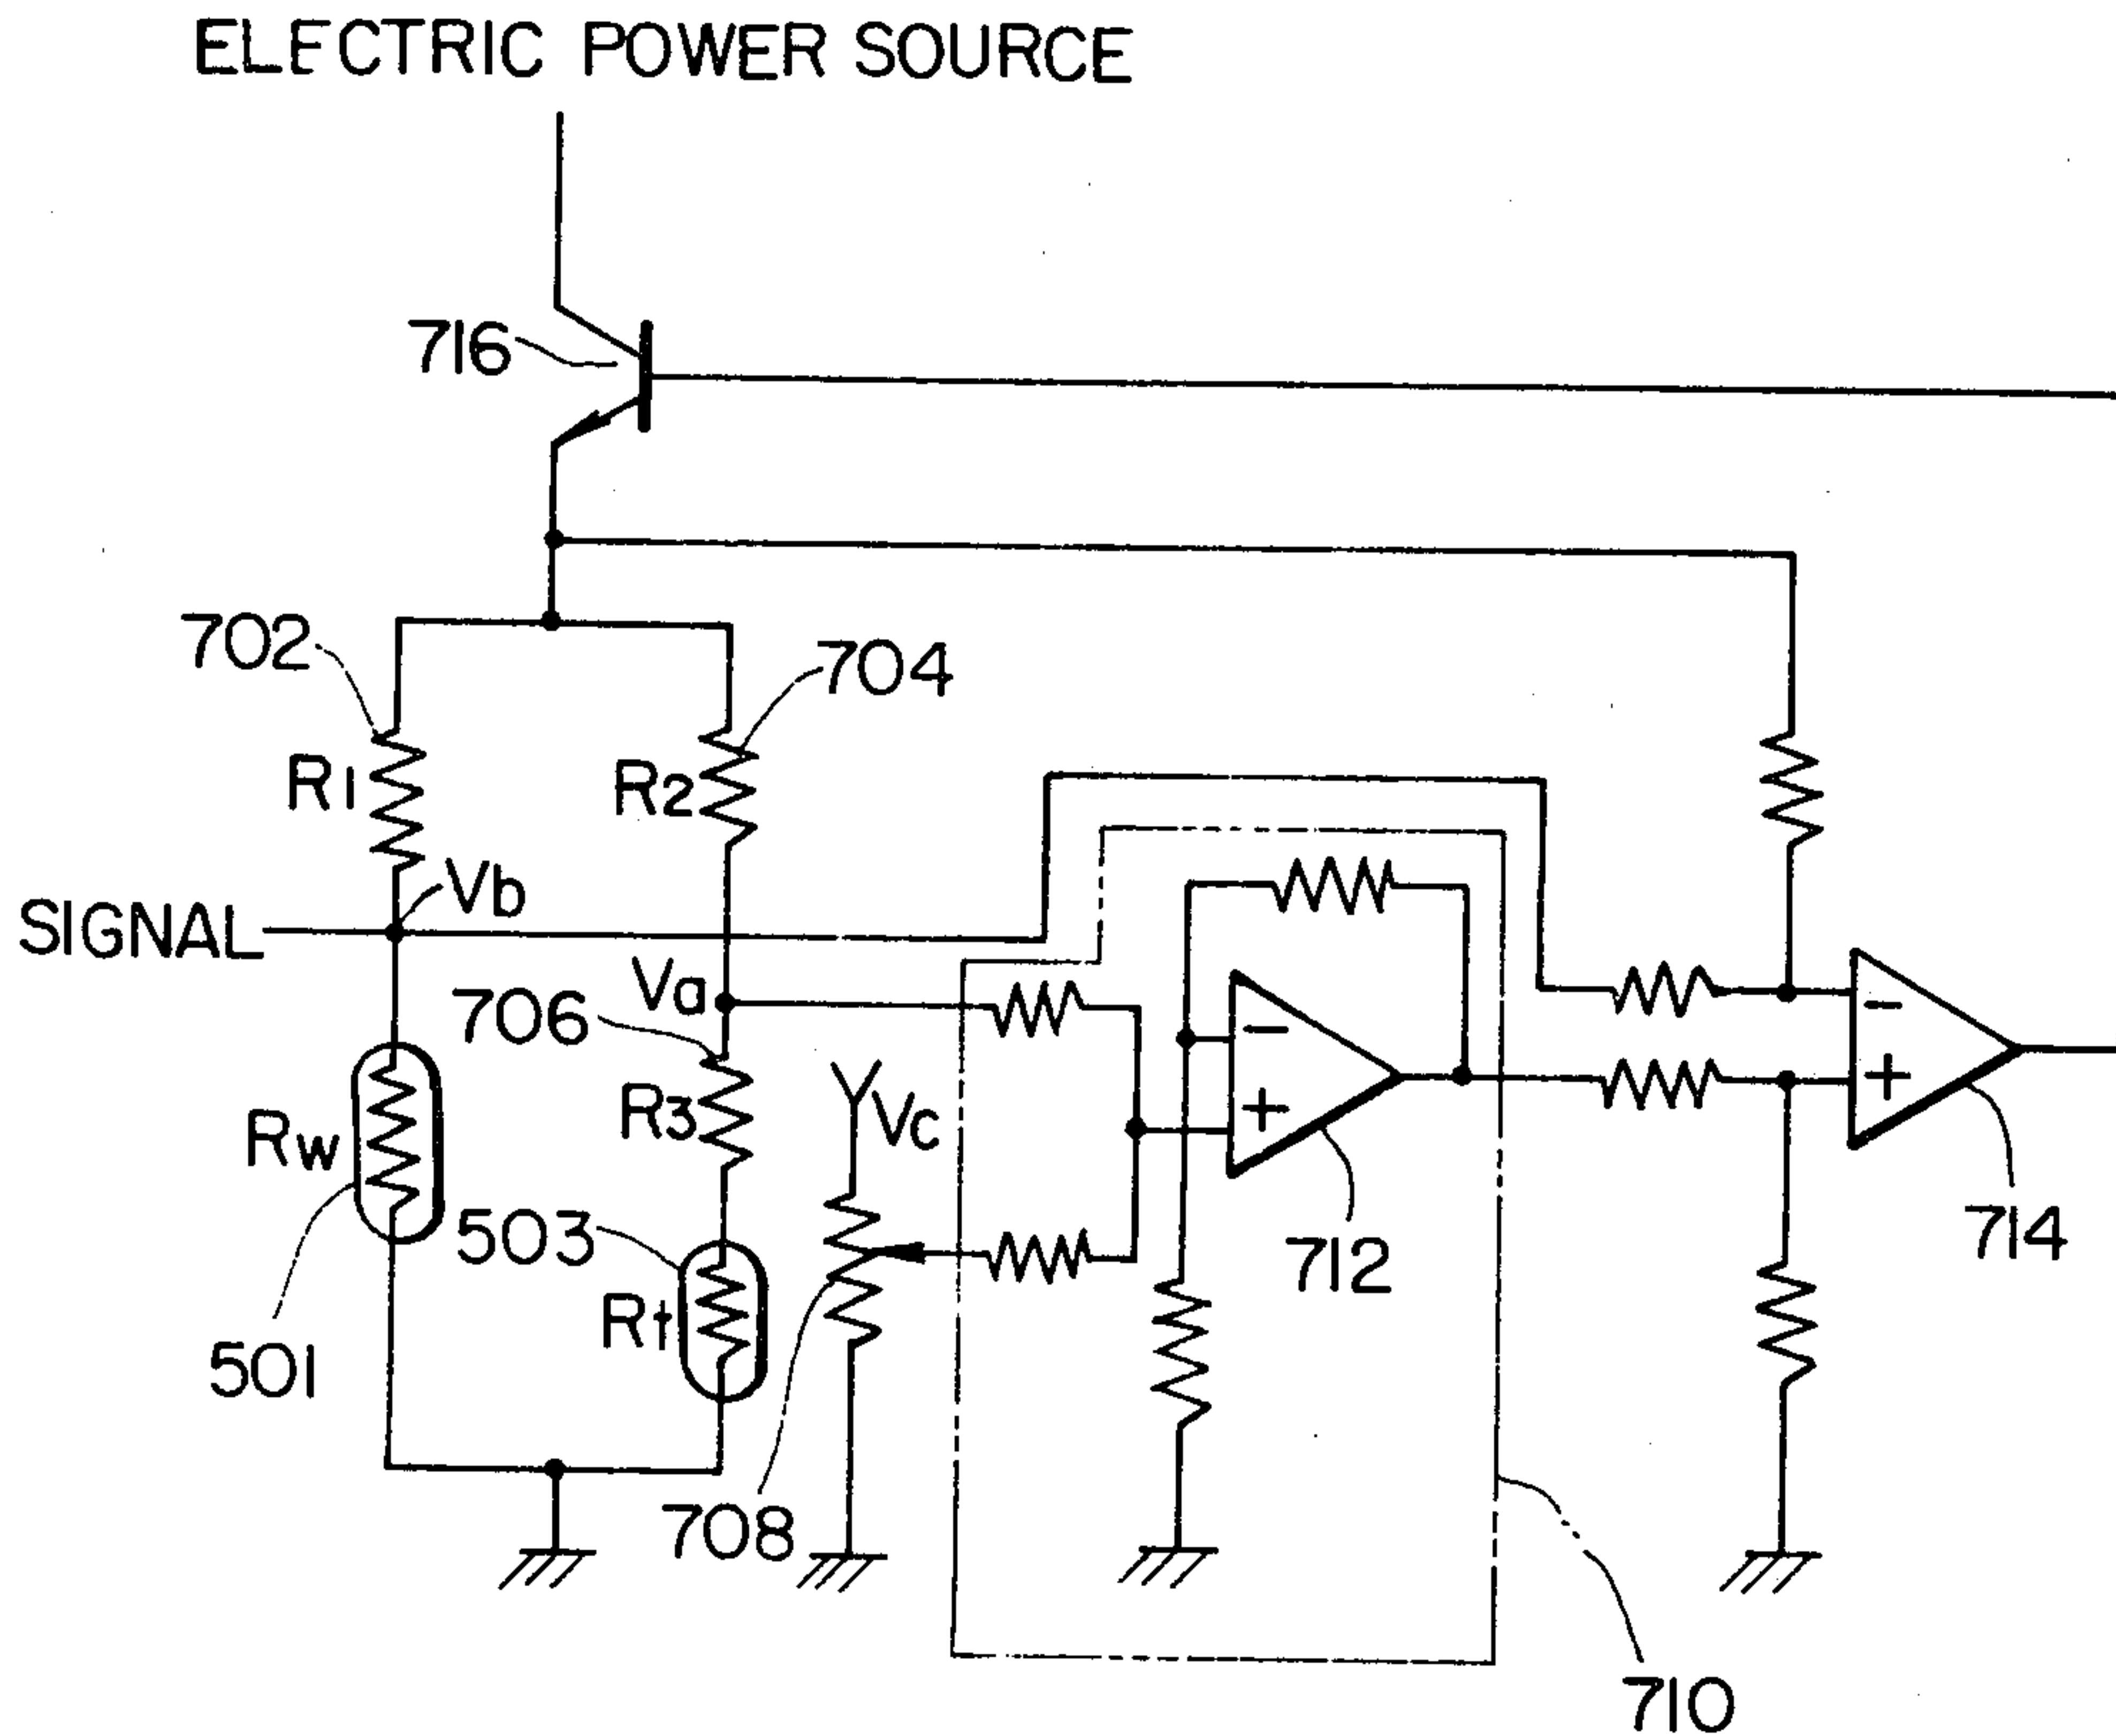 ELECTRIC POWER SOURCE
716
702
704
R1
R2
Vb
SIGNAL
Va
706
−
−
R3
Vc
+
+
Rw
503
712
714
Rt
501
708
710